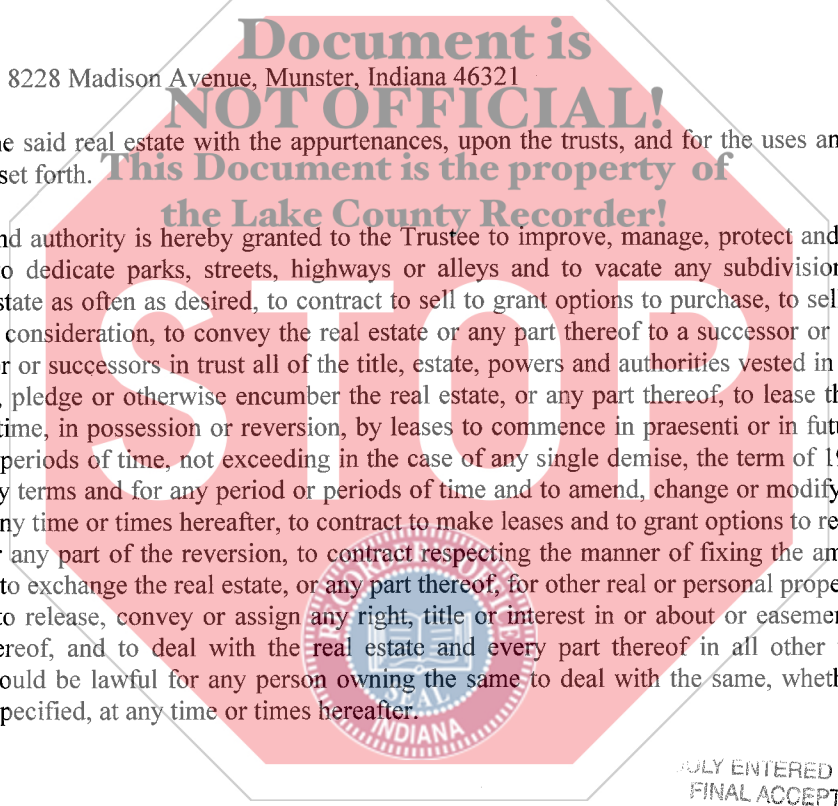 Document is
8228 Madison Avenue, Munster, Indiana 46321
NOT OFFICIAL!
e said real estate with the appurtenances, upon the trusts, and for the uses an
set forth.
This Document is the property of
the Lake County Recorder!
nd authority is hereby granted to the Trustee to improve, manage, protect and
o dedicate parks, streets, highways or alleys and to vacate any subdivision
state as often as desired, to contract to sell to grant options to purchase, to sel
consideration, to convey the real estate or any part thereof to a successor or
r or successors in trust all of the title, estate, powers and authorities vested in
, pledge or otherwise encumber the real estate, or any part thereof, to lease th
time, in possession or reversion, by leases to commence in praesenti or in futu
periods of time, not exceeding in the case of any single demise, the term of 19
y terms and for any period or periods of time and to amend, change or modify
ny time or times hereafter, to contract to make leases and to grant options to re
r any part of the reversion, to contract respecting the manner of fixing the am
to exchange the real estate, or any part thereof, for other real or personal prope
to release, convey or assign any right, title or interest in or about or easemen
ereof, and to deal with the real estate and every part thereof in all other
ould be lawful for any person owning the same to deal with the same, wheth
pecified, at any time or times hereafter.
STOP
SEAL
INDIANA
ENTERED
FINAL ACCEPT